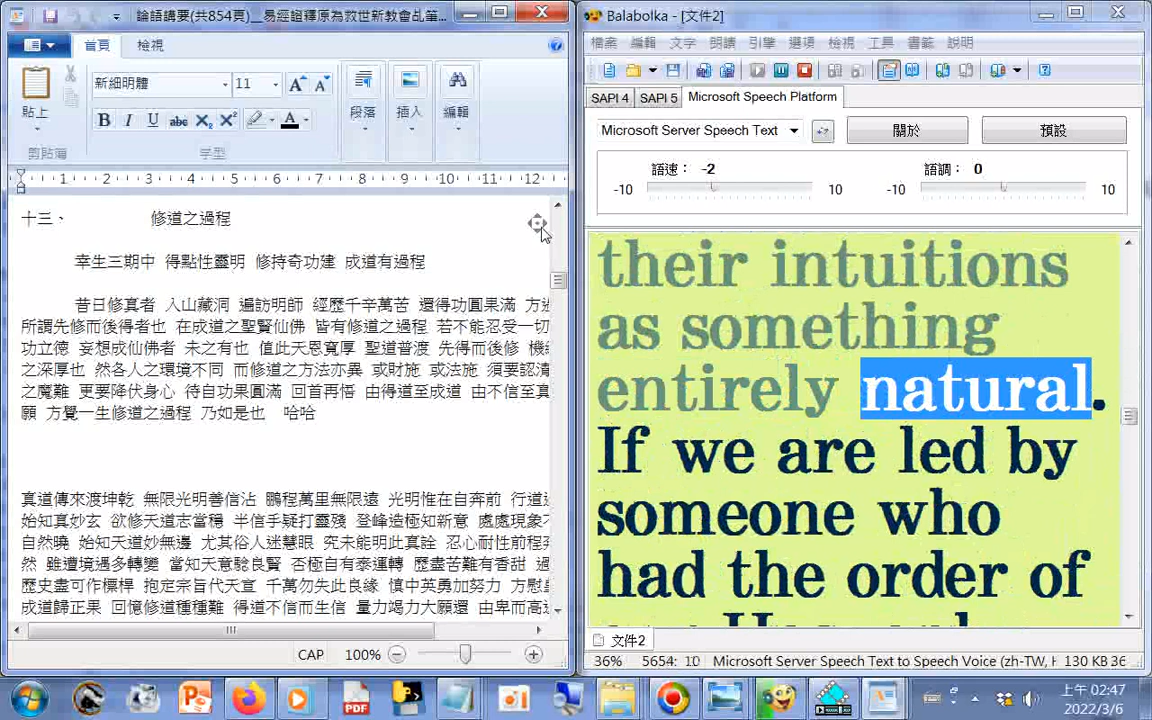 論語講要(共854頁)__易經證釋原為救世新教會乩筆...
首頁
檢視
貼上
剪貼簿
新細明體
11
B I U abc X₂ X²
A
字型
段落
插入
編輯
1 2 3 4 5 6 7 8 9 10 11 12
十三、 修道之過程
幸生三期中 得點性靈明 修持奇功建 成道有過程
昔日修真者 入山藏洞 遍訪明師 經歷千辛萬苦 還得功圓果滿 方
所謂先修而後得者也 在成道之聖賢仙佛 皆有修道之過程 若不能忍受一切
功立德 妄想成仙佛者 未之有也 值此天恩寬厚 聖道普渡 先得而後修 機
之深厚也 然各人之環境不同 而修道之方法亦異 或財施 或法施 須要認清
之魔難 更要降伏身心 待自功果圓滿 回首再悟 由得道至成道 由不信至真
願 方覺一生修道之過程 乃如是也 哈哈
真道傳來渡坤乾 無限光明善信沾 鵬程萬里無限遠 光明惟在自奔前 行道
始知真妙玄 欲修天道志當穩 半信乎疑打靈殘 登峰造極知新意 處處現象
自然曉 始知天道妙無邊 尤其俗人迷慧眼 究未能明此真詮 忍心耐性前程
然 雖遭境遇多轉變 當知天意駼良賢 否極自有泰運轉 歷盡苦難有香甜 過
歷史盡可作標桿 抱定宗旨代天宣 千萬勿失此良緣 慎中英勇加努力 方慰
成道歸正果 回憶修道種種難 得道不信而生信 量力竭力大願還 由卑而高
CAP 100%
Balabolka - [文件2]
檔案 編輯 文字 朗讀 引擎 選項 檢視 工具 書籤 說明
SAPI 4 SAPI 5 Microsoft Speech Platform
Microsoft Server Speech Text
關於
預設
語速： -2
語調： 0
-10 10 -10 10
their intuitions
as something
entirely natural.
If we are led by
someone who
had the order of
文件2
36% 5654: 10 Microsoft Server Speech Text to Speech Voice (zh-TW, H 130 KB 36
上午 02:47
2022/3/6